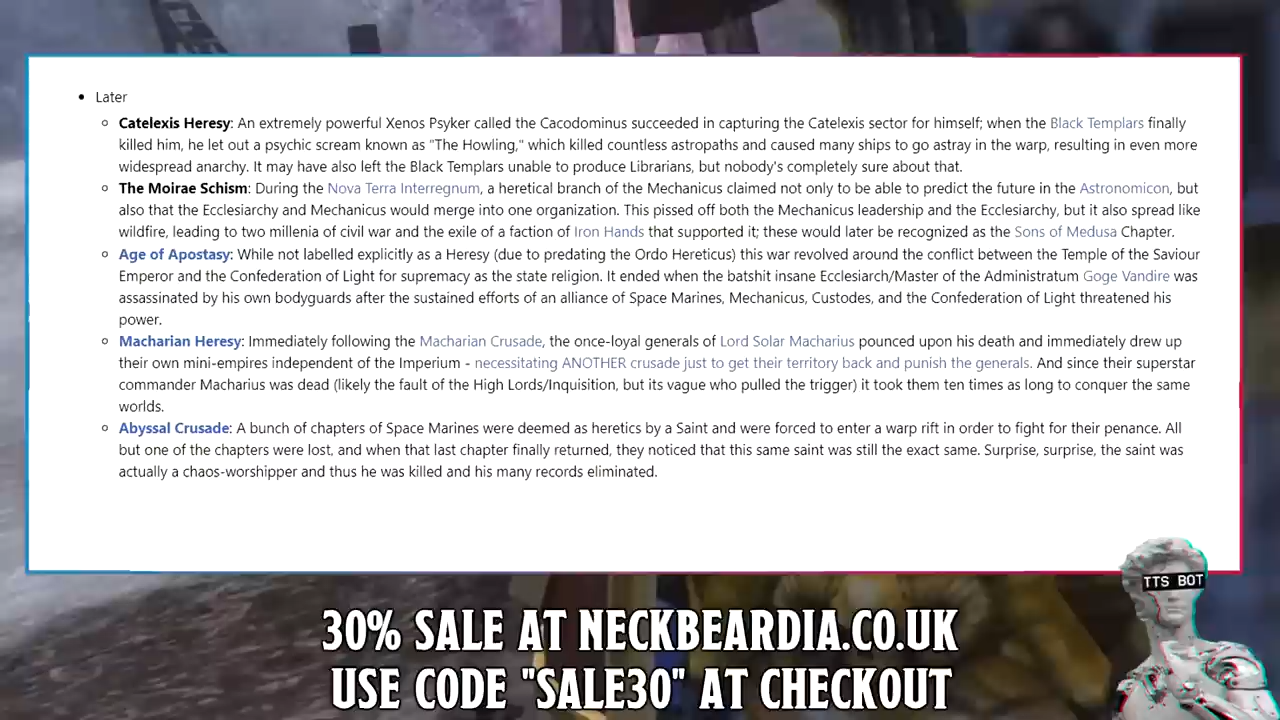 Later
Catelexis Heresy: An extremely powerful Xenos Psyker called the Cacodominus succeeded in capturing the Catelexis sector for himself; when the Black Templars finally
killed him, he let out a psychic scream known as "The Howling," which killed countless astropaths and caused many ships to go astray in the warp, resulting in even more
widespread anarchy. It may have also left the Black Templars unable to produce Librarians, but nobody's completely sure about that.
The Moirae Schism: During the Nova Terra Interregnum, a heretical branch of the Mechanicus claimed not only to be able to predict the future in the Astronomicon, but
also that the Ecclesiarchy and Mechanicus would merge into one organization. This pissed off both the Mechanicus leadership and the Ecclesiarchy, but it also spread like
wildfire, leading to two millenia of civil war and the exile of a faction of Iron Hands that supported it; these would later be recognized as the Sons of Medusa Chapter.
Age of Apostasy: While not labelled explicitly as a Heresy (due to predating the Ordo Hereticus) this war revolved around the conflict between the Temple of the Saviour
Emperor and the Confederation of Light for supremacy as the state religion. It ended when the batshit insane Ecclesiarch/Master of the Administratum Goge Vandire was
assassinated by his own bodyguards after the sustained efforts of an alliance of Space Marines, Mechanicus, Custodes, and the Confederation of Light threatened his
power.
Macharian Heresy: Immediately following the Macharian Crusade, the once-loyal generals of Lord Solar Macharius pounced upon his death and immediately drew up
their own mini-empires independent of the Imperium - necessitating ANOTHER crusade just to get their territory back and punish the generals. And since their superstar
commander Macharius was dead (likely the fault of the High Lords/Inquisition, but its vague who pulled the trigger) it took them ten times as long to conquer the same
worlds.
Abyssal Crusade: A bunch of chapters of Space Marines were deemed as heretics by a Saint and were forced to enter a warp rift in order to fight for their penance. All
but one of the chapters were lost, and when that last chapter finally returned, they noticed that this same saint was still the exact same. Surprise, surprise, the saint was
actually a chaos-worshipper and thus he was killed and his many records eliminated.
TTS BOT
30% SALE AT NECKBEARDIA.CO.UK
USE CODE "SALE30" AT CHECKOUT